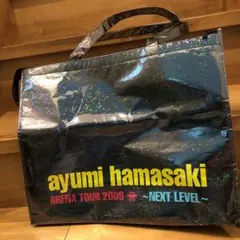 ayumi hamasaki
ARENA TOUR 2009 A ~NEXT LEVEL~